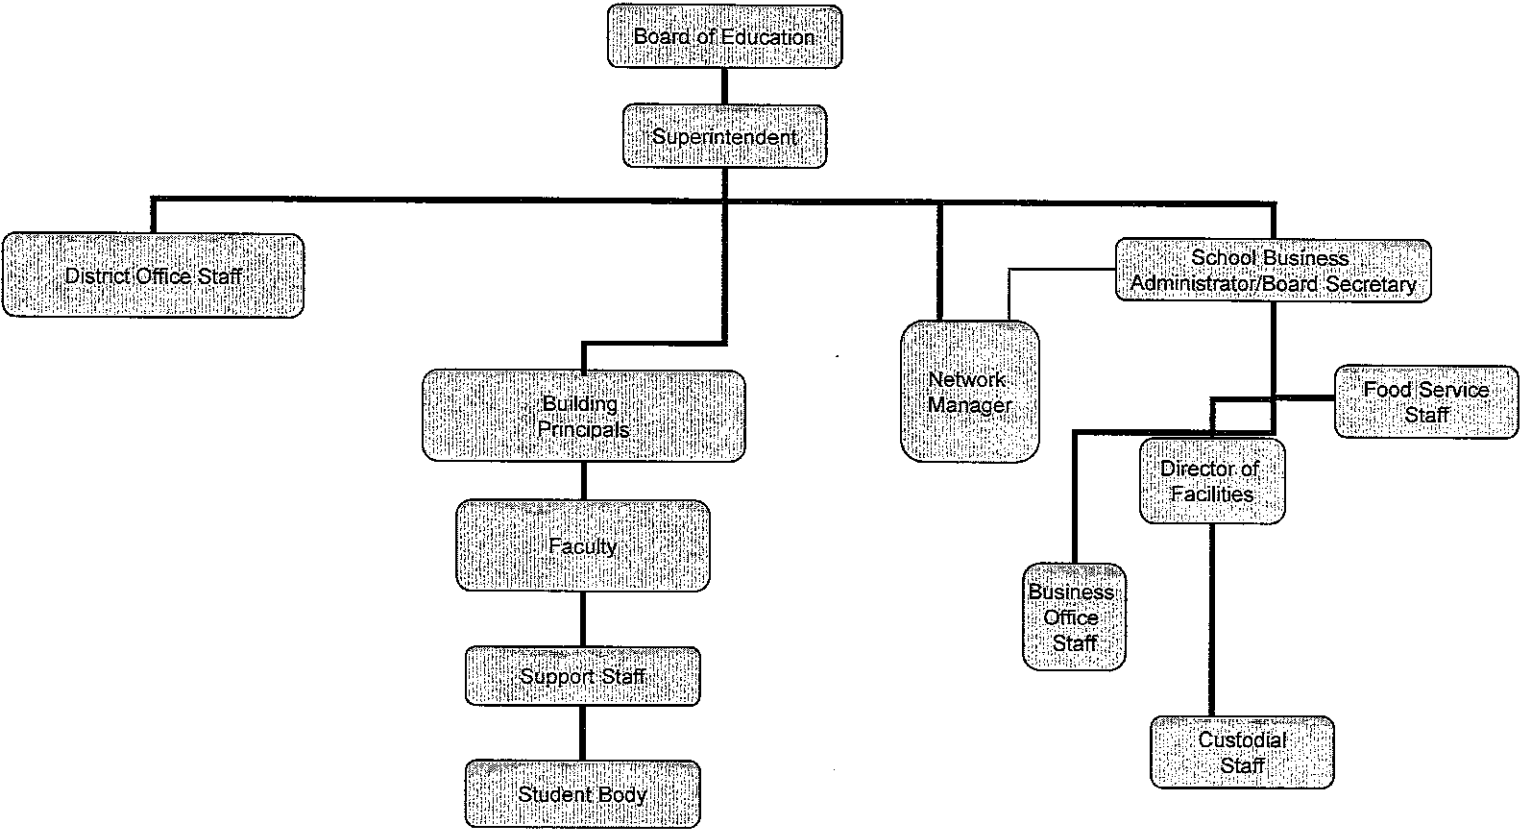 Board of Education
Superintendent
District Office Staff
School Business
Administrator/Board Secretary
Network
Manager
Building
Principals
Food Service
Staff
Director of
Facilities
Faculty
Business
Office
Staff
Support Staff
Custodial
Staff
Student Body